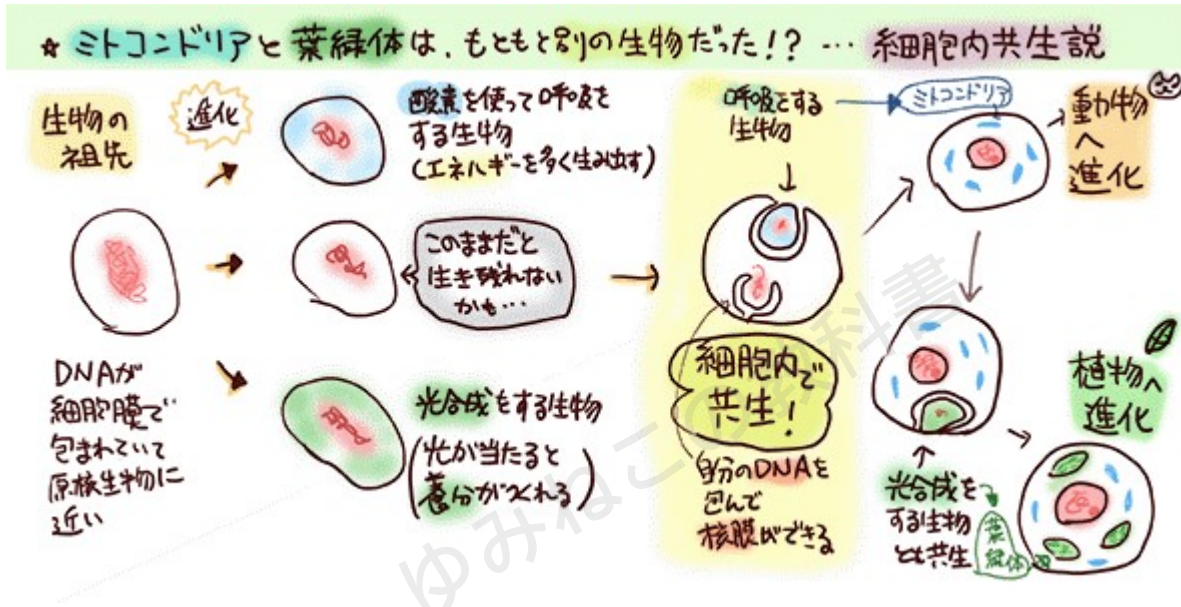 ☆ ミトコンドリアと葉緑体は、もともと別の生物だった!? … 細胞内共生説
生物の
祖先
進化
DNAが
細胞膜で
包まれていて
原核生物に
近い
酸素を使って呼吸を
する生物
(エネルギーを多く生み出す)
このままだと
生き残れない
かも…
光合成をする生物
(光が当たると
養分がつくれる)
呼吸をする
生物
細胞内で
共生!
自分のDNAを
包んで
核膜ができる
ミトコンドリア
動物
へ
進化
植物へ
進化
光合成を
する生物
とも共生
葉
緑体
ゆみねこの教科書